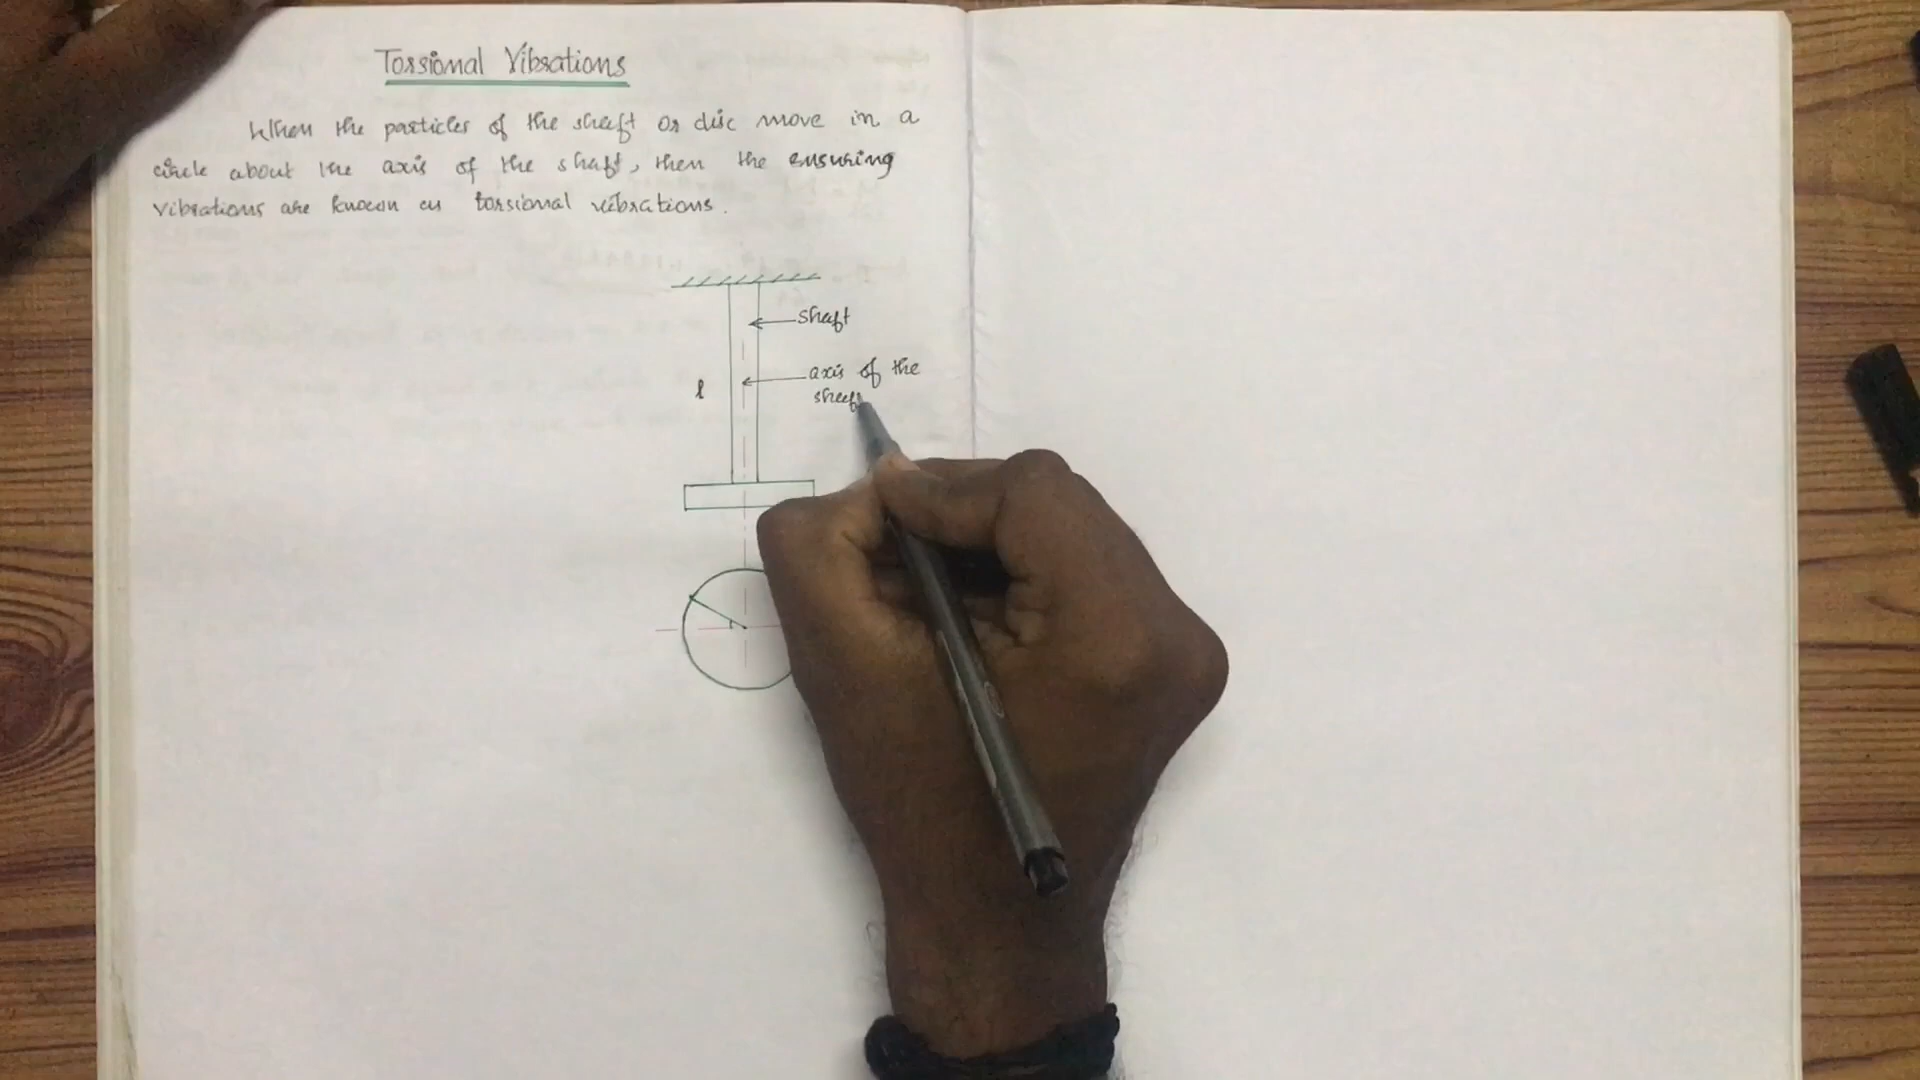 Torsional Vibrations
When the particles of the shaft or disc move in a
circle about the axis of the shaft, then the ensuring
vibrations are known as torsional vibrations.
shaft
axis of the
shaf
l